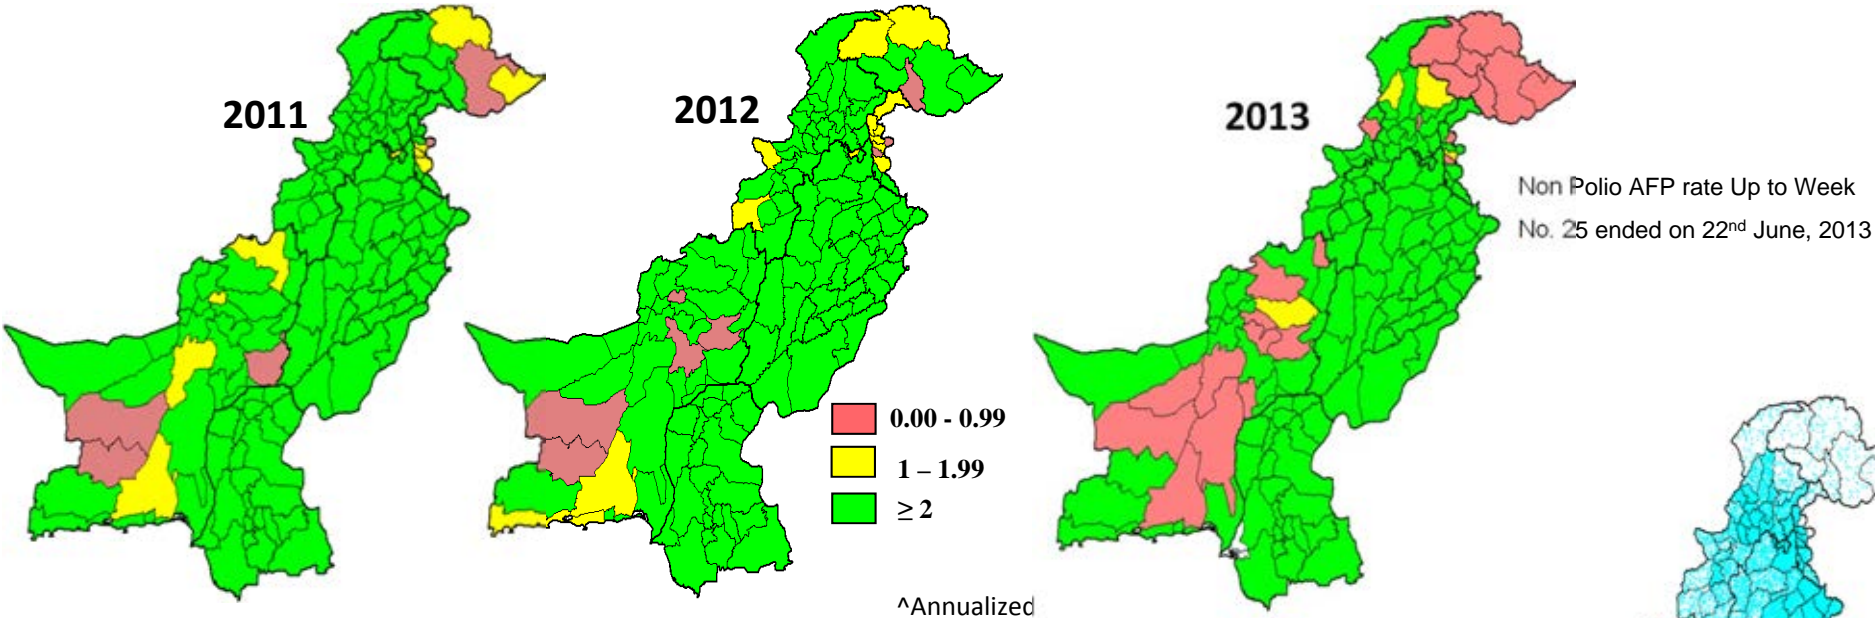 2011
2012
2013
Non Polio AFP rate Up to Week
No. 25 ended on 22nd June, 2013
0.00 - 0.99
1 – 1.99
≥ 2
^Annualized